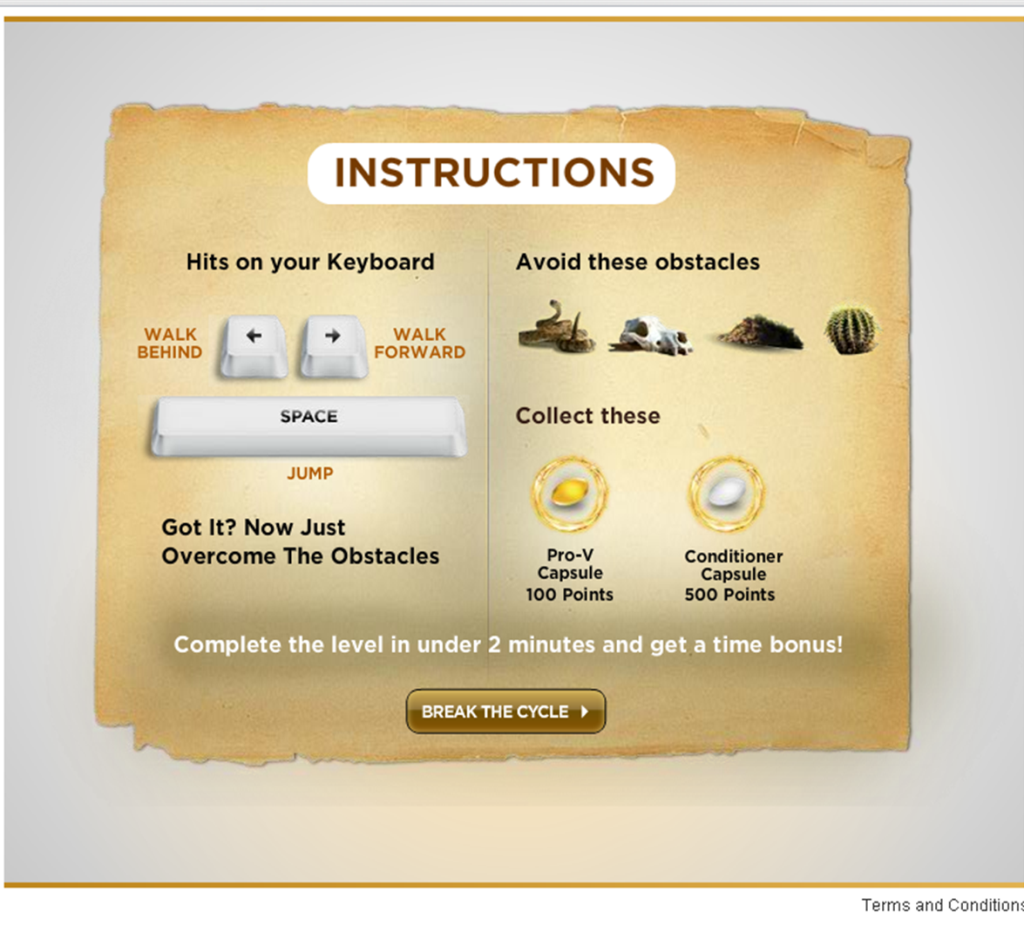 INSTRUCTIONS
Hits on your Keyboard
WALK
BEHIND
WALK
FORWARD
SPACE
JUMP
Got It? Now Just
Overcome The Obstacles
Avoid these obstacles
Collect these
Pro-V
Capsule
100 Points
Conditioner
Capsule
500 Points
Complete the level in under 2 minutes and get a time bonus!
BREAK THE CYCLE
Terms and Conditions